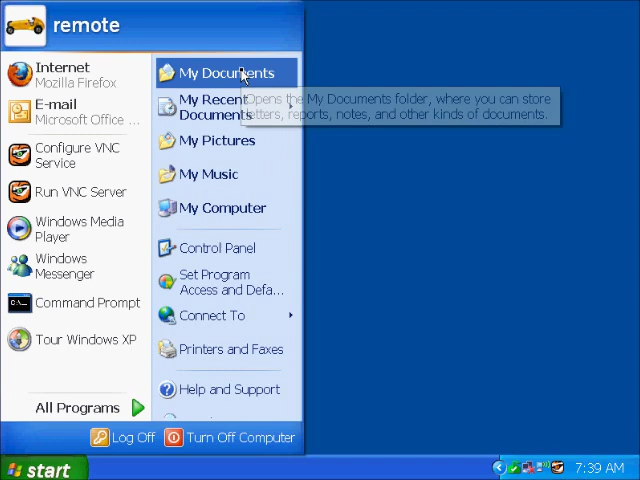 remote
Internet
Mozilla Firefox
E-mail
Microsoft Office ...
Configure VNC
Service
Run VNC Server
Windows Media
Player
Windows
Messenger
Command Prompt
Tour Windows XP
All Programs
My Documents
My Recent
Documents
Opens the My Documents folder, where you can store
letters, reports, notes, and other kinds of documents.
My Pictures
My Music
My Computer
Control Panel
Set Program
Access and Defa...
Connect To
Printers and Faxes
Help and Support
Log Off
Turn Off Computer
start
7:39 AM